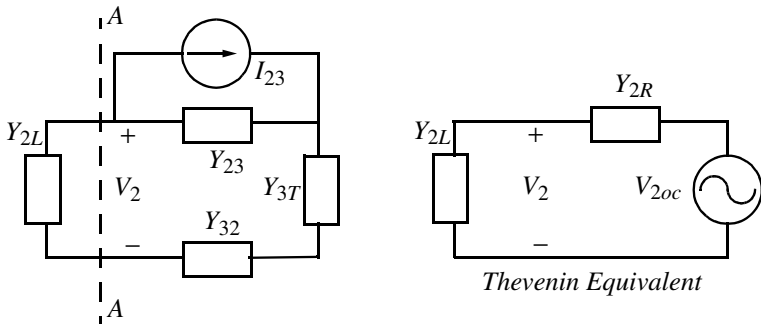 A
I23
Y2L
+
Y23
V2
Y3T
Y32
−
A
Y2R
Y2L
+
V2
V2oc
−
Thevenin Equivalent